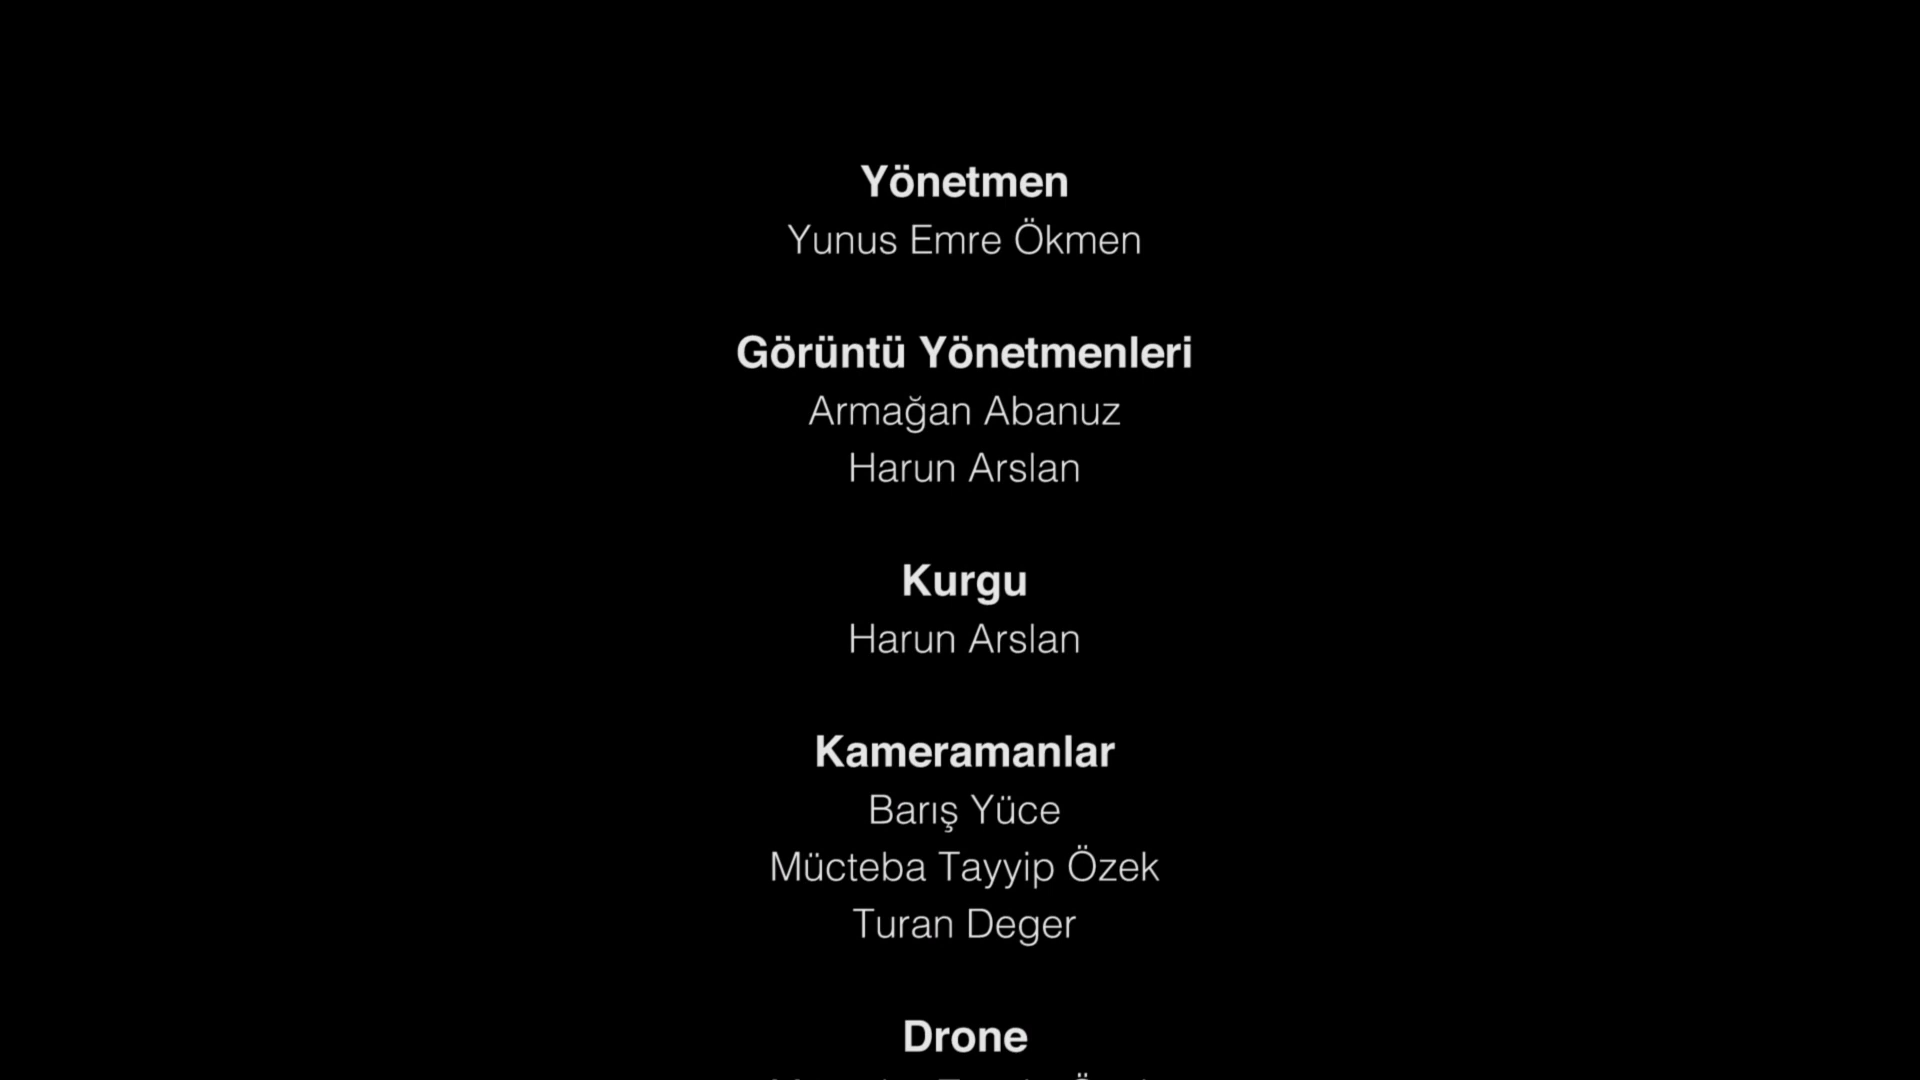 Yönetmen
Yunus Emre Ökmen
Görüntü Yönetmenleri
Armağan Abanuz
Harun Arslan
Kurgu
Harun Arslan
Kameramanlar
Barış Yüce
Mücteba Tayyip Özek
Turan Deger
Drone